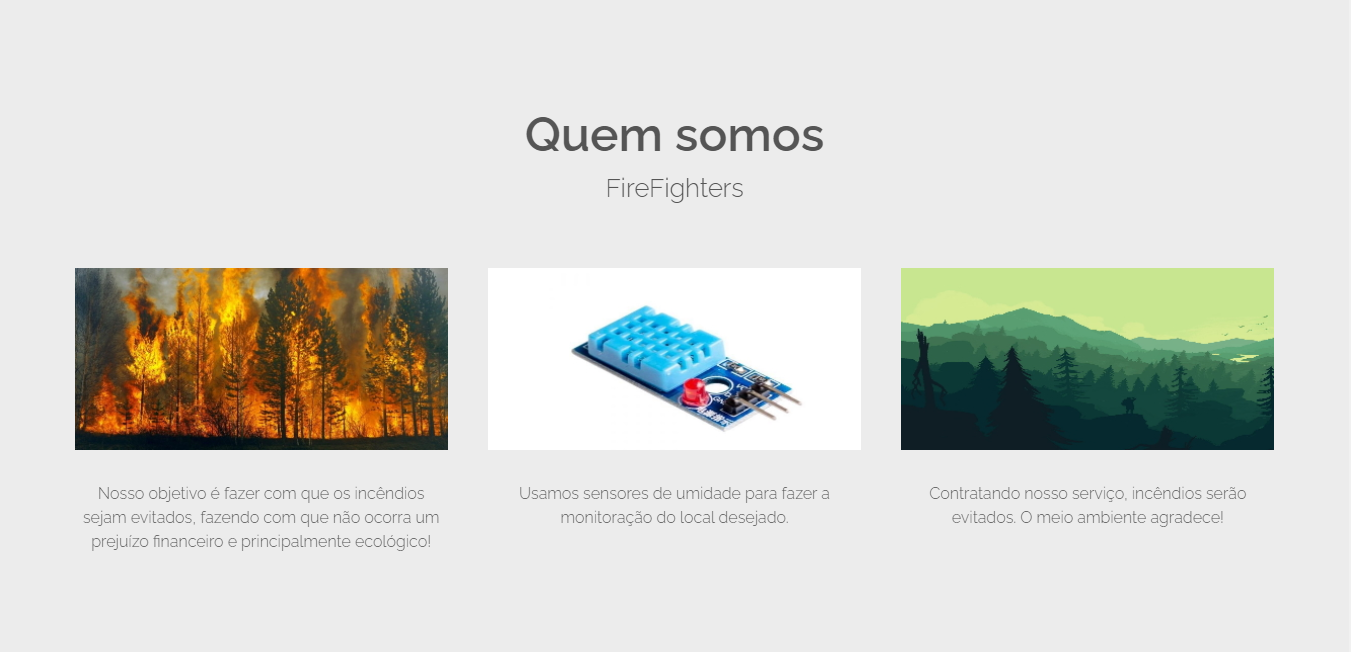 Quem somos
FireFighters
Nosso objetivo é fazer com que os incêndios
sejam evitados, fazendo com que não ocorra um
prejuízo financeiro e principalmente ecológico!
Usamos sensores de umidade para fazer a
monitoração do local desejado.
Contratando nosso serviço, incêndios serão
evitados. O meio ambiente agradece!